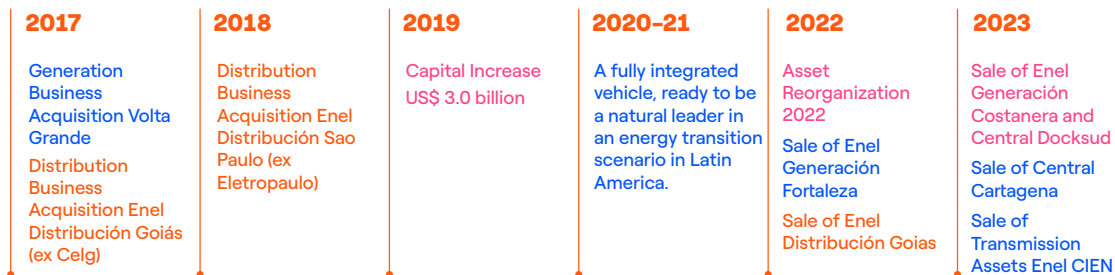 2017
Generation
Business
Acquisition Volta
Grande
Distribution
Business
Acquisition Enel
Distribución Goiás
(ex Celg)
2018
Distribution
Business
Acquisition Enel
Distribución Sao
Paulo (ex
Eletropaulo)
2019
Capital Increase
US$ 3.0 billion
2020-21
A fully integrated
vehicle, ready to be
a natural leader in
an energy transition
scenario in Latin
America.
2022
Asset
Reorganization
2022
Sale of Enel
Generación
Fortaleza
Sale of Enel
Distribución Goias
2023
Sale of Enel
Generación
Costanera and
Central Docksud
Sale of Central
Cartagena
Sale of
Transmission
Assets Enel CIEN